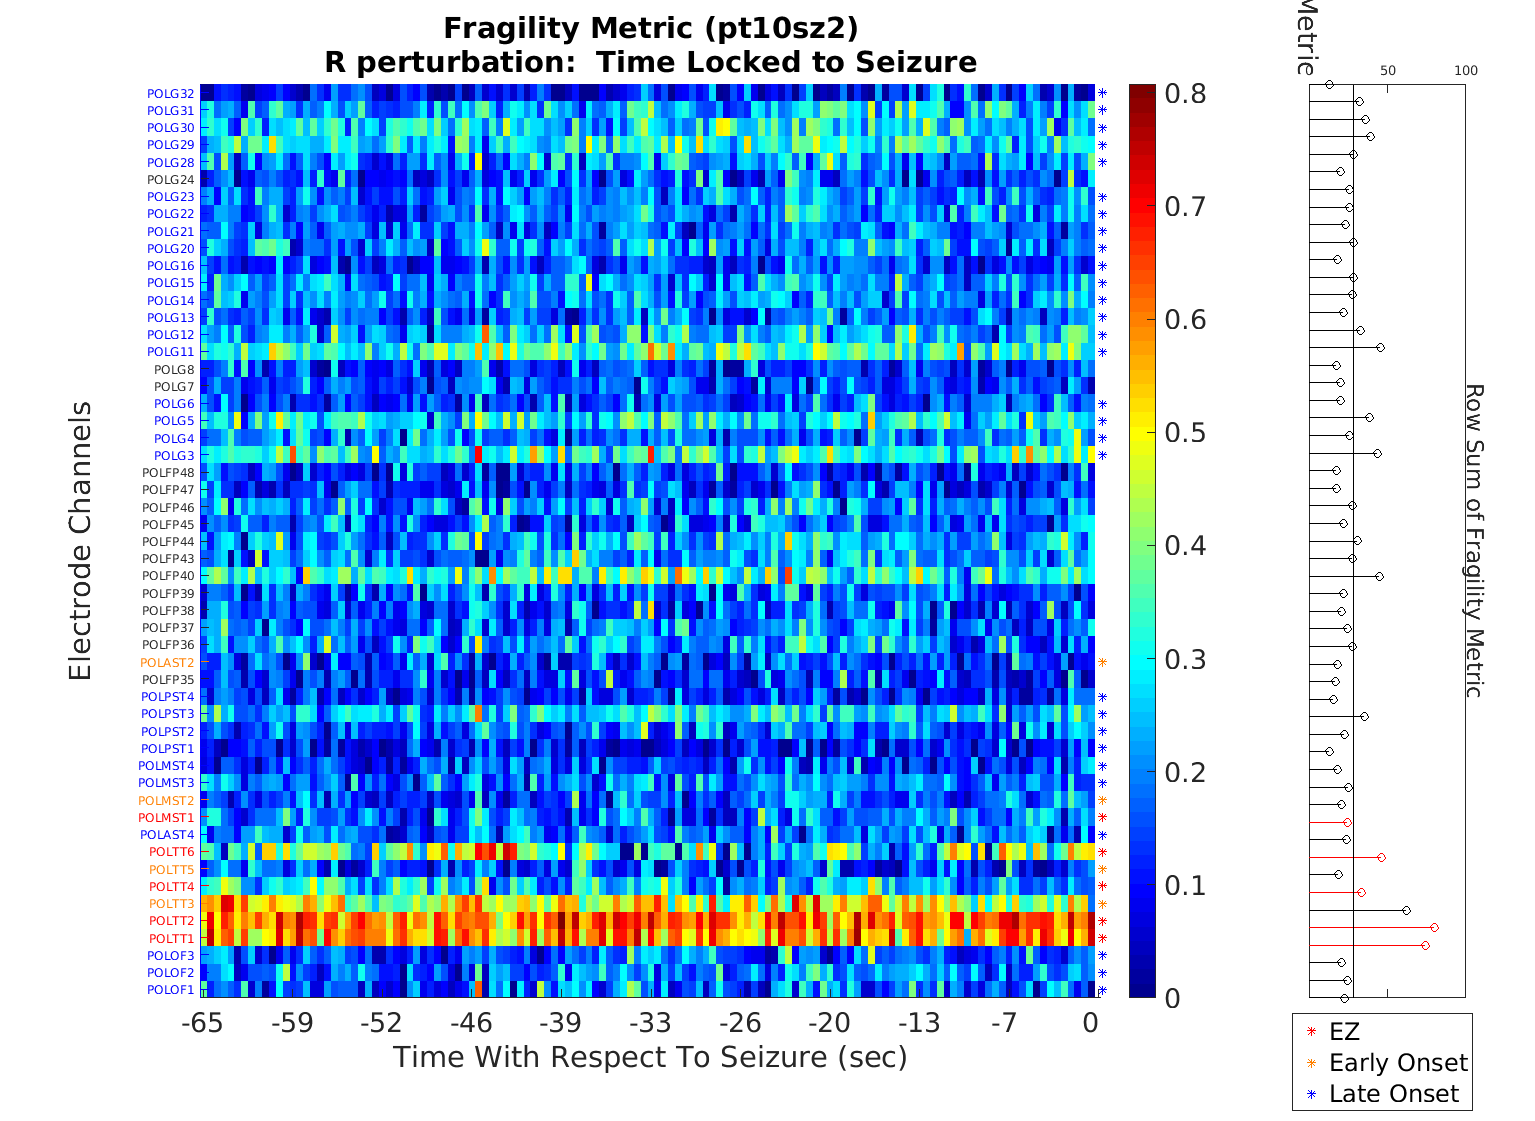 Fragility Metric (pt10sz2)
R perturbation:  Time Locked to Seizure
Electrode Channels
POLG32
POLG31
POLG30
POLG29
POLG28
POLG24
POLG23
POLG22
POLG21
POLG20
POLG16
POLG15
POLG14
POLG13
POLG12
POLG11
POLG8
POLG7
POLG6
POLG5
POLG4
POLG3
POLFP48
POLFP47
POLFP46
POLFP45
POLFP44
POLFP43
POLFP40
POLFP39
POLFP38
POLFP37
POLFP36
POLAST2
POLFP35
POLPST4
POLPST3
POLPST2
POLPST1
POLMST4
POLMST3
POLMST2
POLMST1
POLAST4
POLTT6
POLTT5
POLTT4
POLTT3
POLTT2
POLTT1
POLOF3
POLOF2
POLOF1
-65 -59 -52 -46 -39 -33 -26 -20 -13 -7 0
Time With Respect To Seizure (sec)
0.8
0.7
0.6
0.5
0.4
0.3
0.2
0.1
0
Metric
50 100
Row Sum of Fragility Metric
EZ
Early Onset
Late Onset